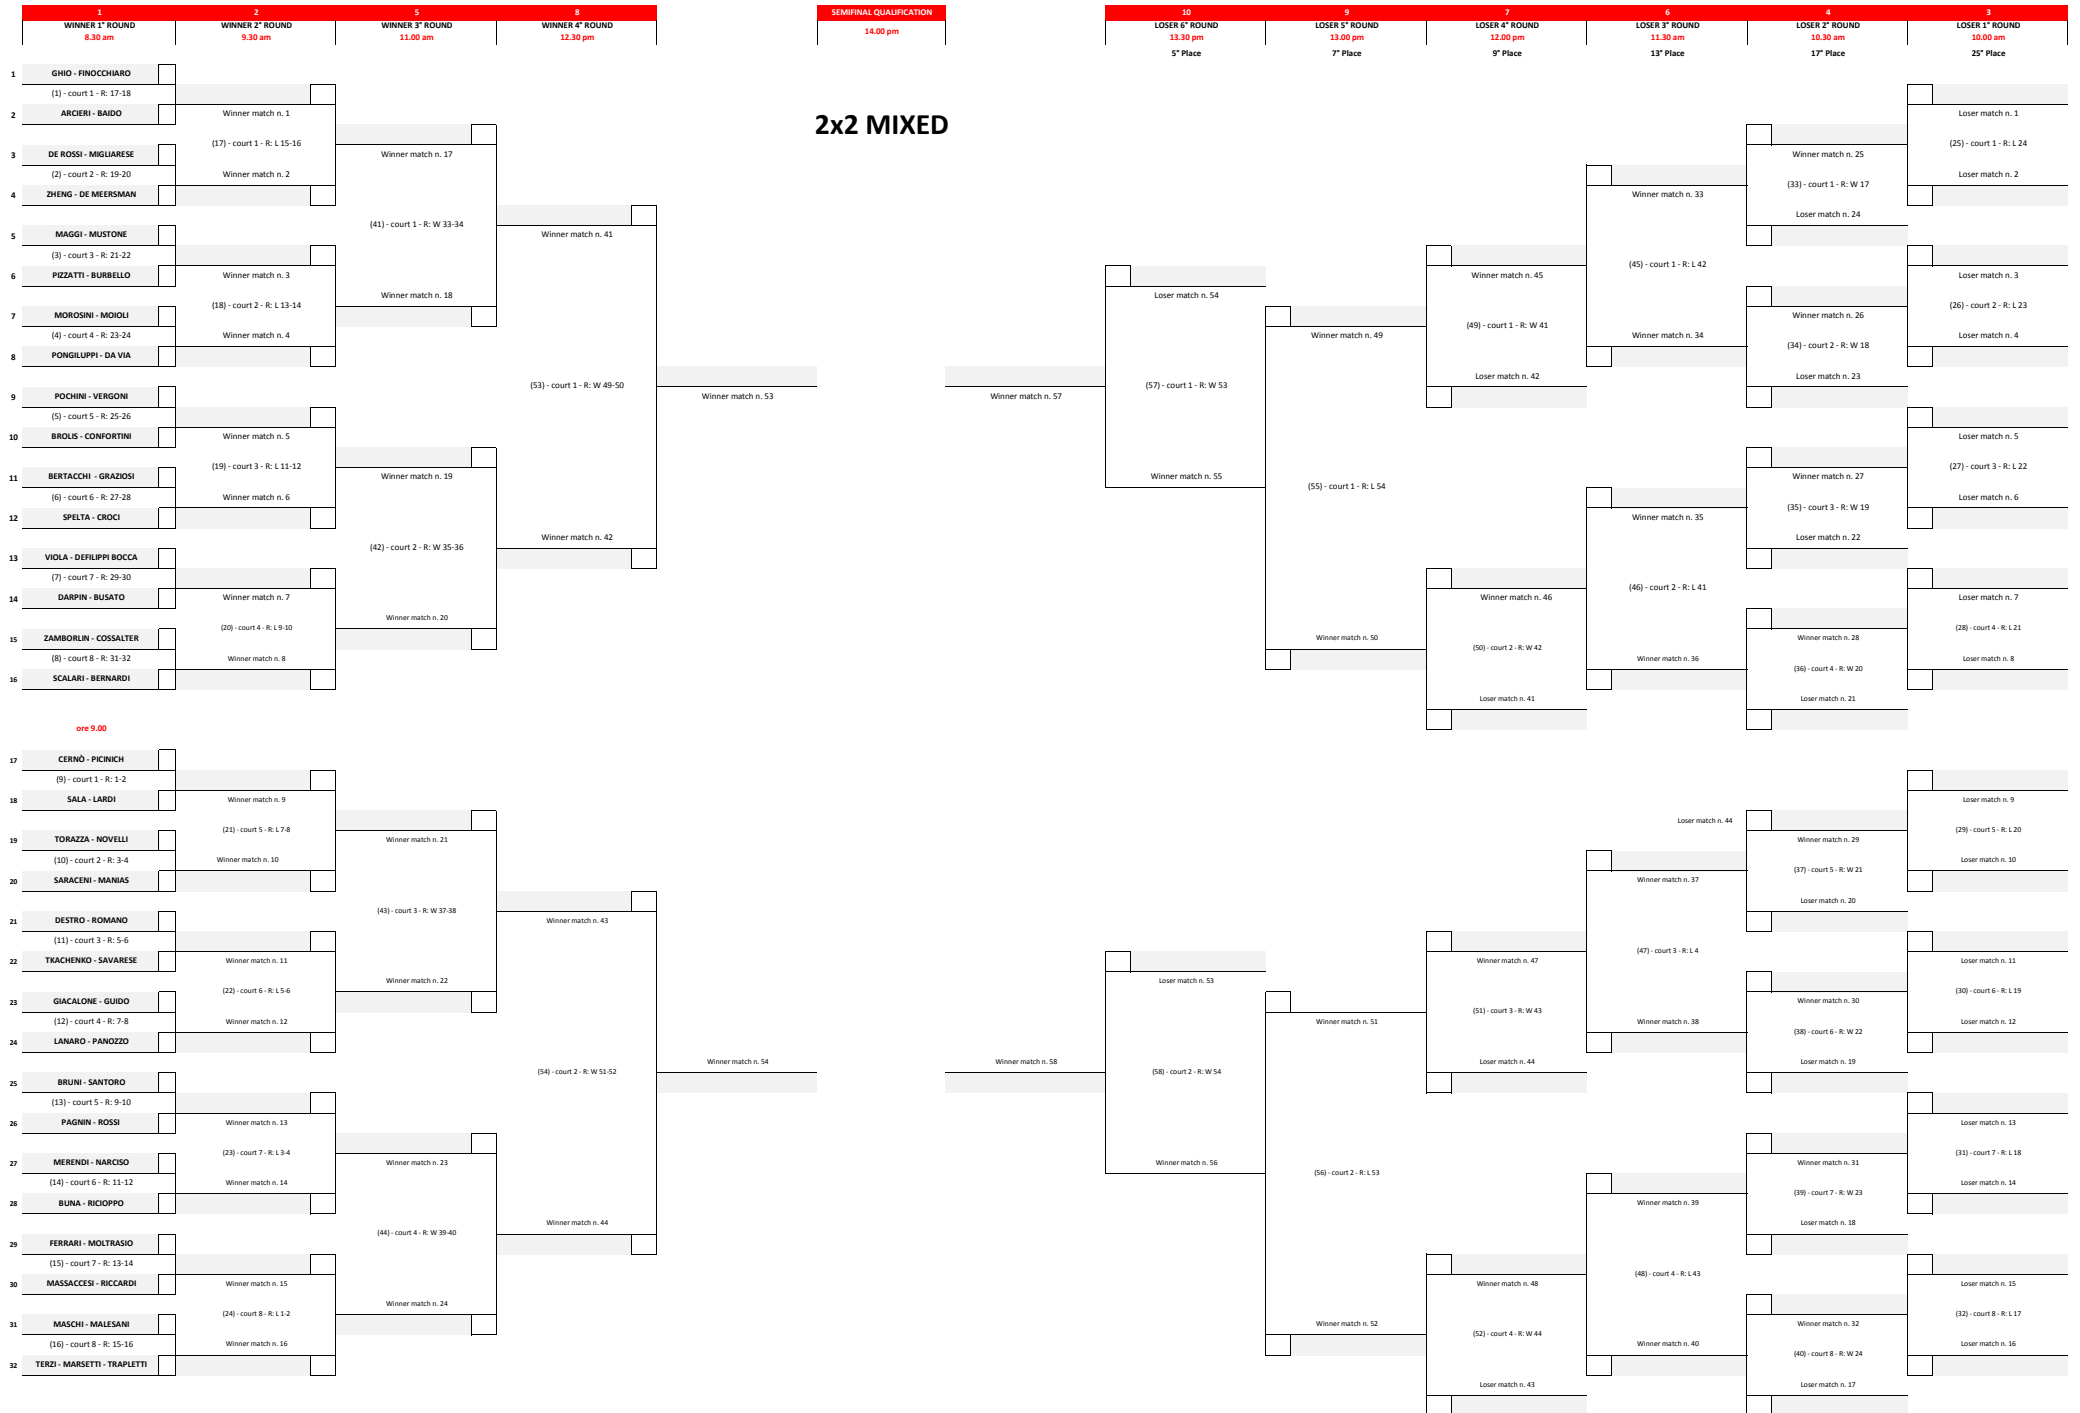 1 2 5 8 SEMIFINAL QUALIFICATION 10 9 7 6 4 3
WINNER 1° ROUND WINNER 2° ROUND WINNER 3° ROUND WINNER 4° ROUND LOSER 6° ROUND LOSER 5° ROUND LOSER 4° ROUND LOSER 3° ROUND LOSER 2° ROUND LOSER 1° ROUND
8.30 am 9.30 am 11.00 am 12.30 pm 14.00 pm 13.30 pm 13.00 pm 12.00 pm 11.30 am 10.30 am 10.00 am
5° Place 7° Place 9° Place 13° Place 17° Place 25° Place
2x2 MIXED
1 GHIO - FINOCCHIARO
(1) - court 1 - R: 17-18
2 ARCIERI - BAIDO
3 DE ROSSI - MIGLIARESE
(2) - court 2 - R: 19-20
4 ZHENG - DE MEERSMAN
5 MAGGI - MUSTONE
(3) - court 3 - R: 21-22
6 PIZZATTI - BURBELLO
7 MOROSINI - MOIOLI
(4) - court 4 - R: 23-24
8 PONGILUPPI - DA VIA
9 POCHINI - VERGONI
(5) - court 5 - R: 25-26
10 BROLIS - CONFORTINI
11 BERTACCHI - GRAZIOSI
(6) - court 6 - R: 27-28
12 SPELTA - CROCI
13 VIOLA - DEFILIPPI BOCCA
(7) - court 7 - R: 29-30
14 DARPIN - BUSATO
15 ZAMBORLIN - COSSALTER
(8) - court 8 - R: 31-32
16 SCALARI - BERNARDI
ore 9.00
17 CERNÒ - PICINICH
(9) - court 1 - R: 1-2
18 SALA - LARDI
19 TORAZZA - NOVELLI
(10) - court 2 - R: 3-4
20 SARACENI - MANIAS
21 DESTRO - ROMANO
(11) - court 3 - R: 5-6
22 TKACHENKO - SAVARESE
23 GIACALONE - GUIDO
(12) - court 4 - R: 7-8
24 LANARO - PANOZZO
25 BRUNI - SANTORO
(13) - court 5 - R: 9-10
26 PAGNIN - ROSSI
27 MERENDI - NARCISO
(14) - court 6 - R: 11-12
28 BUNA - RICIOPPO
29 FERRARI - MOLTRASIO
(15) - court 7 - R: 13-14
30 MASSACCESI - RICCARDI
31 MASCHI - MALESANI
(16) - court 8 - R: 15-16
32 TERZI - MARSETTI - TRAPLETTI
Winner match n. 1
(17) - court 1 - R: L 15-16
Winner match n. 2
Winner match n. 3
(18) - court 2 - R: L 13-14
Winner match n. 4
Winner match n. 5
(19) - court 3 - R: L 11-12
Winner match n. 6
Winner match n. 7
(20) - court 4 - R: L 9-10
Winner match n. 8
Winner match n. 9
(21) - court 5 - R: L 7-8
Winner match n. 10
Winner match n. 11
(22) - court 6 - R: L 5-6
Winner match n. 12
Winner match n. 13
(23) - court 7 - R: L 3-4
Winner match n. 14
Winner match n. 15
(24) - court 8 - R: L 1-2
Winner match n. 16
Winner match n. 17
(41) - court 1 - R: W 33-34
Winner match n. 18
Winner match n. 19
(42) - court 2 - R: W 35-36
Winner match n. 20
Winner match n. 21
(43) - court 3 - R: W 37-38
Winner match n. 22
Winner match n. 23
(44) - court 4 - R: W 39-40
Winner match n. 24
Winner match n. 41
(53) - court 1 - R: W 49-50
Winner match n. 42
Winner match n. 43
(54) - court 2 - R: W 51-52
Winner match n. 44
Winner match n. 53
Winner match n. 54
Winner match n. 57
Winner match n. 58
Loser match n. 54
(57) - court 1 - R: W 53
Winner match n. 55
Loser match n. 53
(58) - court 2 - R: W 54
Winner match n. 56
Winner match n. 49
(55) - court 1 - R: L 54
Winner match n. 50
Winner match n. 51
(56) - court 2 - R: L 53
Winner match n. 52
Winner match n. 45
(49) - court 1 - R: W 41
Loser match n. 42
Winner match n. 46
(50) - court 2 - R: W 42
Loser match n. 41
Winner match n. 47
(51) - court 3 - R: W 43
Loser match n. 44
Winner match n. 48
(52) - court 4 - R: W 44
Loser match n. 43
Winner match n. 33
(45) - court 1 - R: L 42
Winner match n. 34
Winner match n. 35
(46) - court 2 - R: L 41
Winner match n. 36
Loser match n. 44
Winner match n. 37
(47) - court 3 - R: L 4
Winner match n. 38
Winner match n. 39
(48) - court 4 - R: L 43
Winner match n. 40
Winner match n. 25
(33) - court 1 - R: W 17
Loser match n. 24
Winner match n. 26
(34) - court 2 - R: W 18
Loser match n. 23
Winner match n. 27
(35) - court 3 - R: W 19
Loser match n. 22
Winner match n. 28
(36) - court 4 - R: W 20
Loser match n. 21
Winner match n. 29
(37) - court 5 - R: W 21
Loser match n. 20
Winner match n. 30
(38) - court 6 - R: W 22
Loser match n. 19
Winner match n. 31
(39) - court 7 - R: W 23
Loser match n. 18
Winner match n. 32
(40) - court 8 - R: W 24
Loser match n. 17
Loser match n. 1
(25) - court 1 - R: L 24
Loser match n. 2
Loser match n. 3
(26) - court 2 - R: L 23
Loser match n. 4
Loser match n. 5
(27) - court 3 - R: L 22
Loser match n. 6
Loser match n. 7
(28) - court 4 - R: L 21
Loser match n. 8
Loser match n. 9
(29) - court 5 - R: L 20
Loser match n. 10
Loser match n. 11
(30) - court 6 - R: L 19
Loser match n. 12
Loser match n. 13
(31) - court 7 - R: L 18
Loser match n. 14
Loser match n. 15
(32) - court 8 - R: L 17
Loser match n. 16